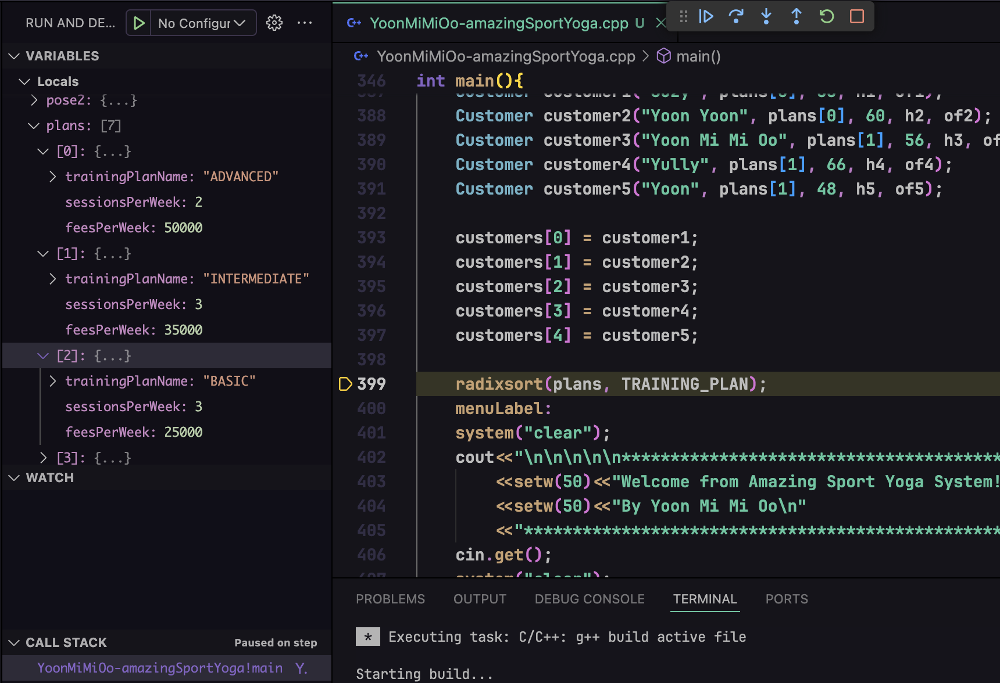 RUN AND DE...
No Configur
VARIABLES
Locals
pose2: {...}
plans: [7]
[0]: {...}
trainingPlanName: "ADVANCED"
sessionsPerWeek: 2
feesPerWeek: 50000
[1]: {...}
trainingPlanName: "INTERMEDIATE"
sessionsPerWeek: 3
feesPerWeek: 35000
[2]: {...}
trainingPlanName: "BASIC"
sessionsPerWeek: 3
feesPerWeek: 25000
[3]: {...}
WATCH
CALL STACK Paused on step
YoonMiMiOo-amazingSportYoga!main Y.
C++ YoonMiMiOo-amazingSportYoga.cpp U
C++ YoonMiMiOo-amazingSportYoga.cpp > main()
346 int main(){
388 Customer customer2("Yoon Yoon", plans[0], 60, h2, of2);
389 Customer customer3("Yoon Mi Mi Oo", plans[1], 56, h3, of
390 Customer customer4("Yully", plans[1], 66, h4, of4);
391 Customer customer5("Yoon", plans[1], 48, h5, of5);
392
393 customers[0] = customer1;
394 customers[1] = customer2;
395 customers[2] = customer3;
396 customers[3] = customer4;
397 customers[4] = customer5;
398
399 radixsort(plans, TRAINING_PLAN);
400 menuLabel:
401 system("clear");
402 cout<<"\n\n\n\n\n***************************************
403 <<setw(50)<<"Welcome from Amazing Sport Yoga System!
404 <<setw(50)<<"By Yoon Mi Mi Oo\n"
405 <<"*************************************************
406 cin.get();
407 system("clear");
PROBLEMS OUTPUT DEBUG CONSOLE TERMINAL PORTS
* Executing task: C/C++: g++ build active file
Starting build...